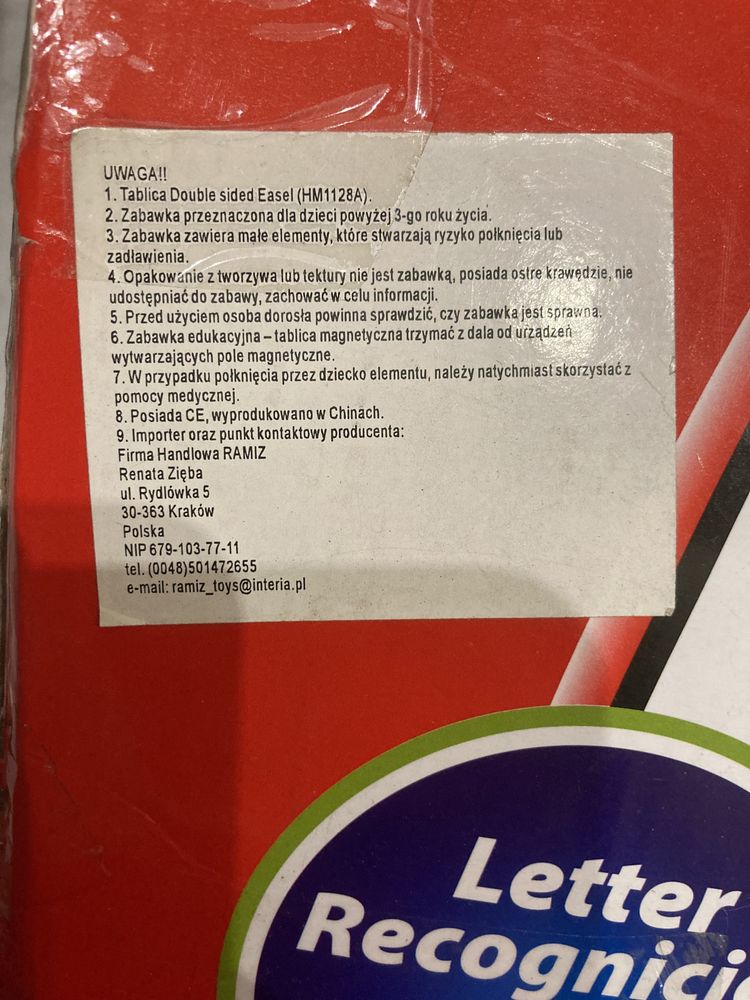 UWAGA!!
1. Tablica Double sided Easel (HM1128A).
2. Zabawka przeznaczona dla dzieci powyżej 3-go roku życia.
3. Zabawka zawiera małe elementy, które stwarzają ryzyko połknięcia lub
zadławienia.
4. Opakowanie z tworzywa lub tektury nie jest zabawką, posiada ostre krawędzie, nie
udostępniać do zabawy, zachować w celu informacji.
5. Przed użyciem osoba dorosła powinna sprawdzić, czy zabawka jest sprawna.
6. Zabawka edukacyjna – tablica magnetyczna trzymać z dala od urządzeń
wytwarzających pole magnetyczne.
7. W przypadku połknięcia przez dziecko elementu, należy natychmiast skorzystać z
pomocy medycznej.
8. Posiada CE, wyprodukowano w Chinach.
9. Importer oraz punkt kontaktowy producenta:
Firma Handlowa RAMIZ
Renata Zięba
ul. Rydlówka 5
30-363 Kraków
Polska
NIP 679-103-77-11
tel. (0048)501472655
e-mail: ramiz_toys@interia.pl
Letter
Recognici